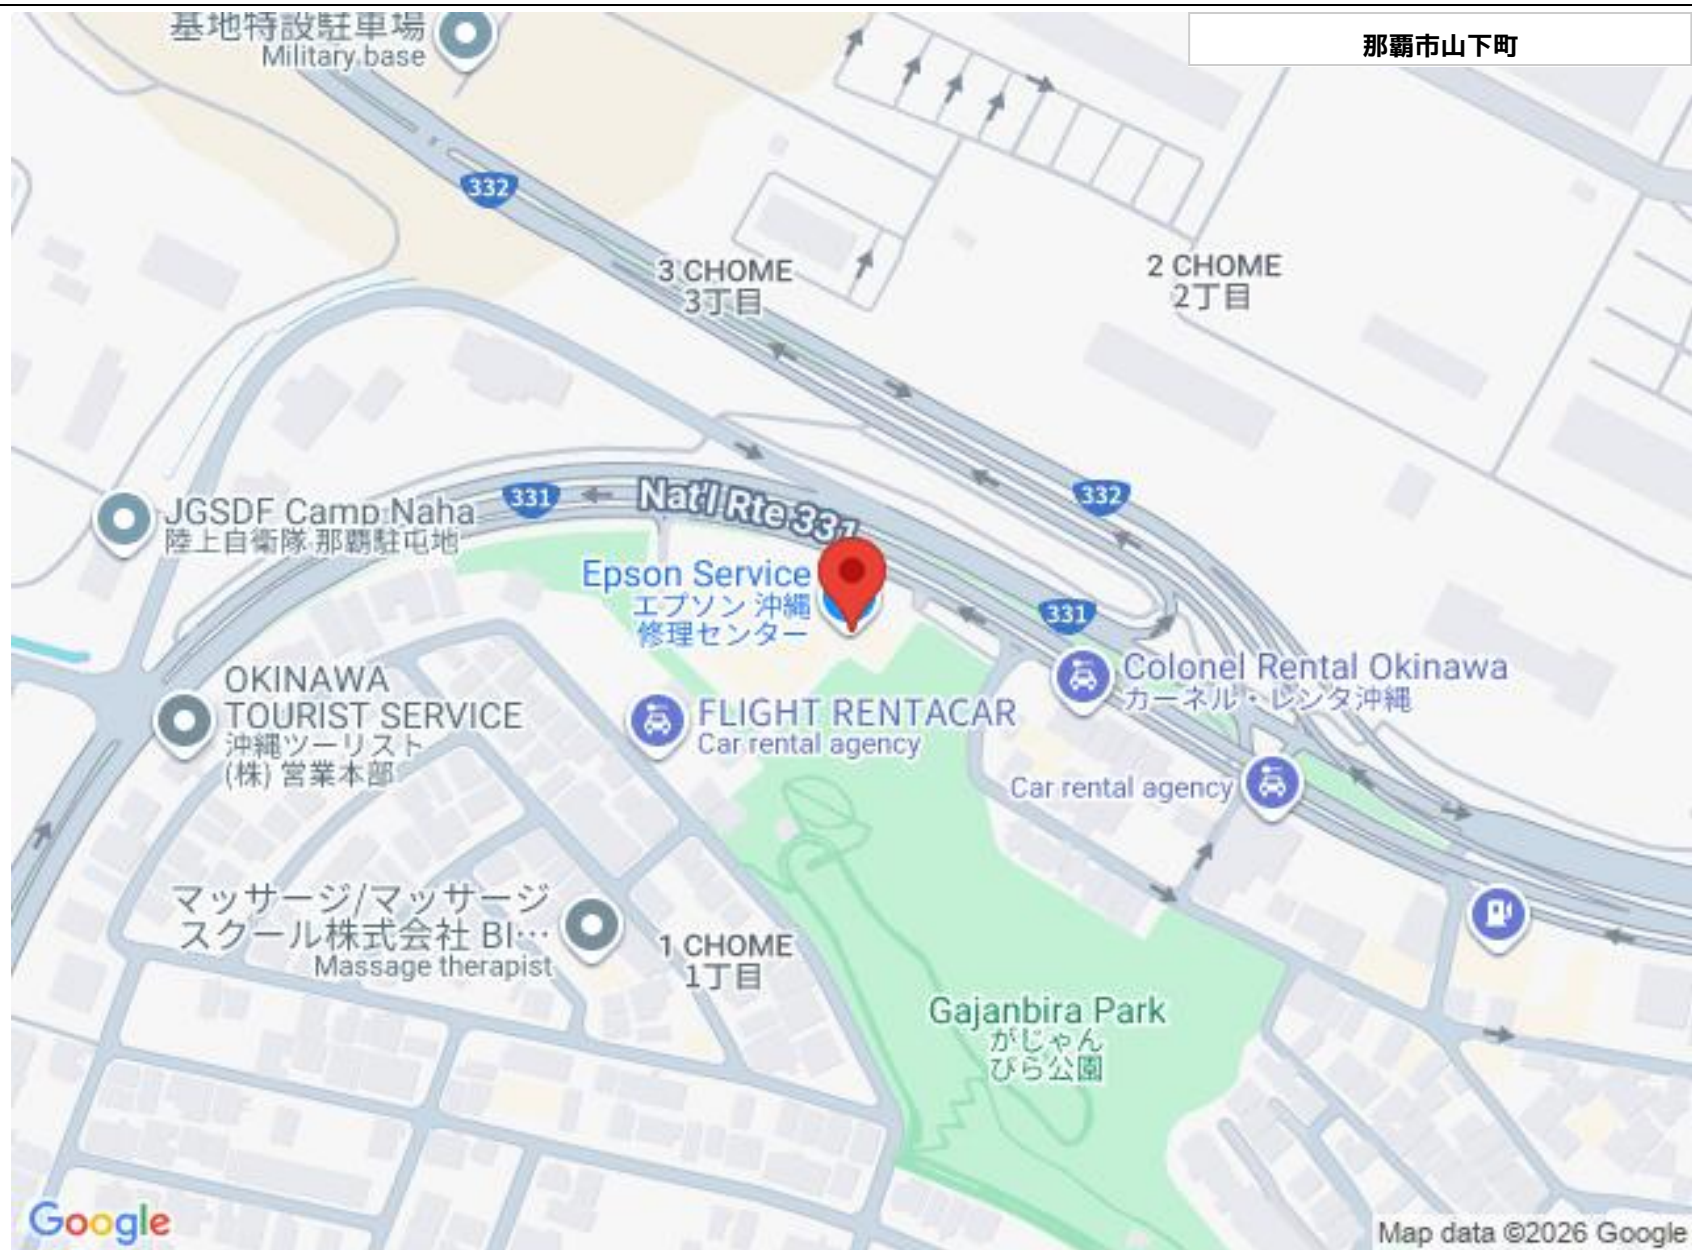 基地特設駐車場
Military base
那覇市山下町
332
3 CHOME
3丁目
2 CHOME
2丁目
331
Nat'l Rte 331
332
JGSDF Camp Naha
陸上自衛隊 那覇駐屯地
Epson Service
エプソン 沖縄
修理センター
331
OKINAWA
TOURIST SERVICE
沖縄ツーリスト
(株) 営業本部
FLIGHT RENTACAR
Car rental agency
Colonel Rental Okinawa
カーネル・レンタ沖縄
Car rental agency
マッサージ/マッサージ
スクール株式会社 BI…
Massage therapist
1 CHOME
1丁目
Gajanbira Park
がじゃん
びら公園
Google
Map data ©2026 Google